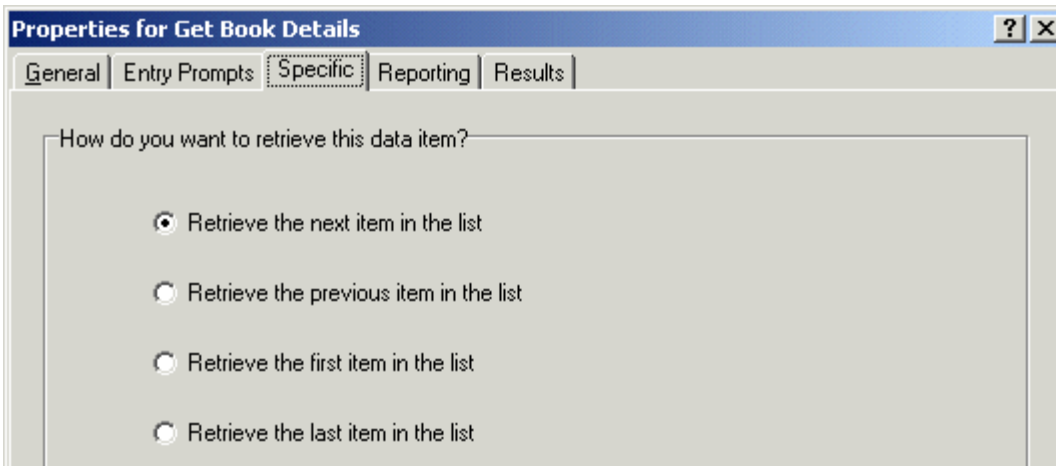 Properties for Get Book Details
General Entry Prompts Specific Reporting Results
How do you want to retrieve this data item?
Retrieve the next item in the list
Retrieve the previous item in the list
Retrieve the first item in the list
Retrieve the last item in the list